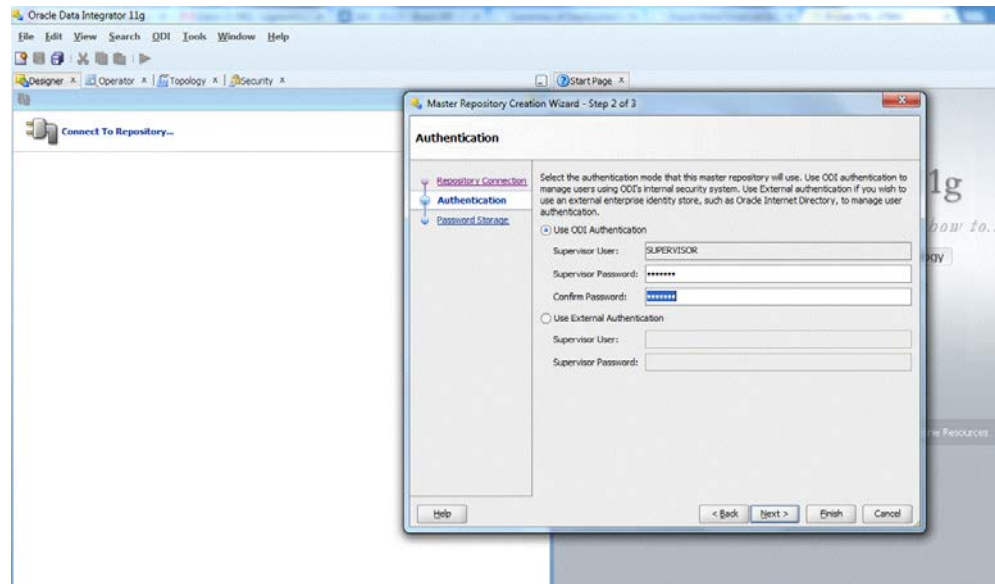 Oracle Data Integrator 11g
File Edit View Search ODI Tools Window Help
Designer x Operator x Topology x Security x
Start Page x
Connect To Repository...
Master Repository Creation Wizard - Step 2 of 3
Authentication
Repository Connection
Authentication
Password Storage
Select the authentication mode that this master repository will use. Use ODI authentication to
manage users using ODI's internal security system. Use External authentication if you wish to
use an external enterprise identity store, such as Oracle Internet Directory, to manage user
authentication.
Use ODI Authentication
Supervisor User: SUPERVISOR
Supervisor Password: •••••••
Confirm Password: •••••••
Use External Authentication
Supervisor User:
Supervisor Password:
Help < Back Next > Finish Cancel
1g
how to..
ogy
ne Resources